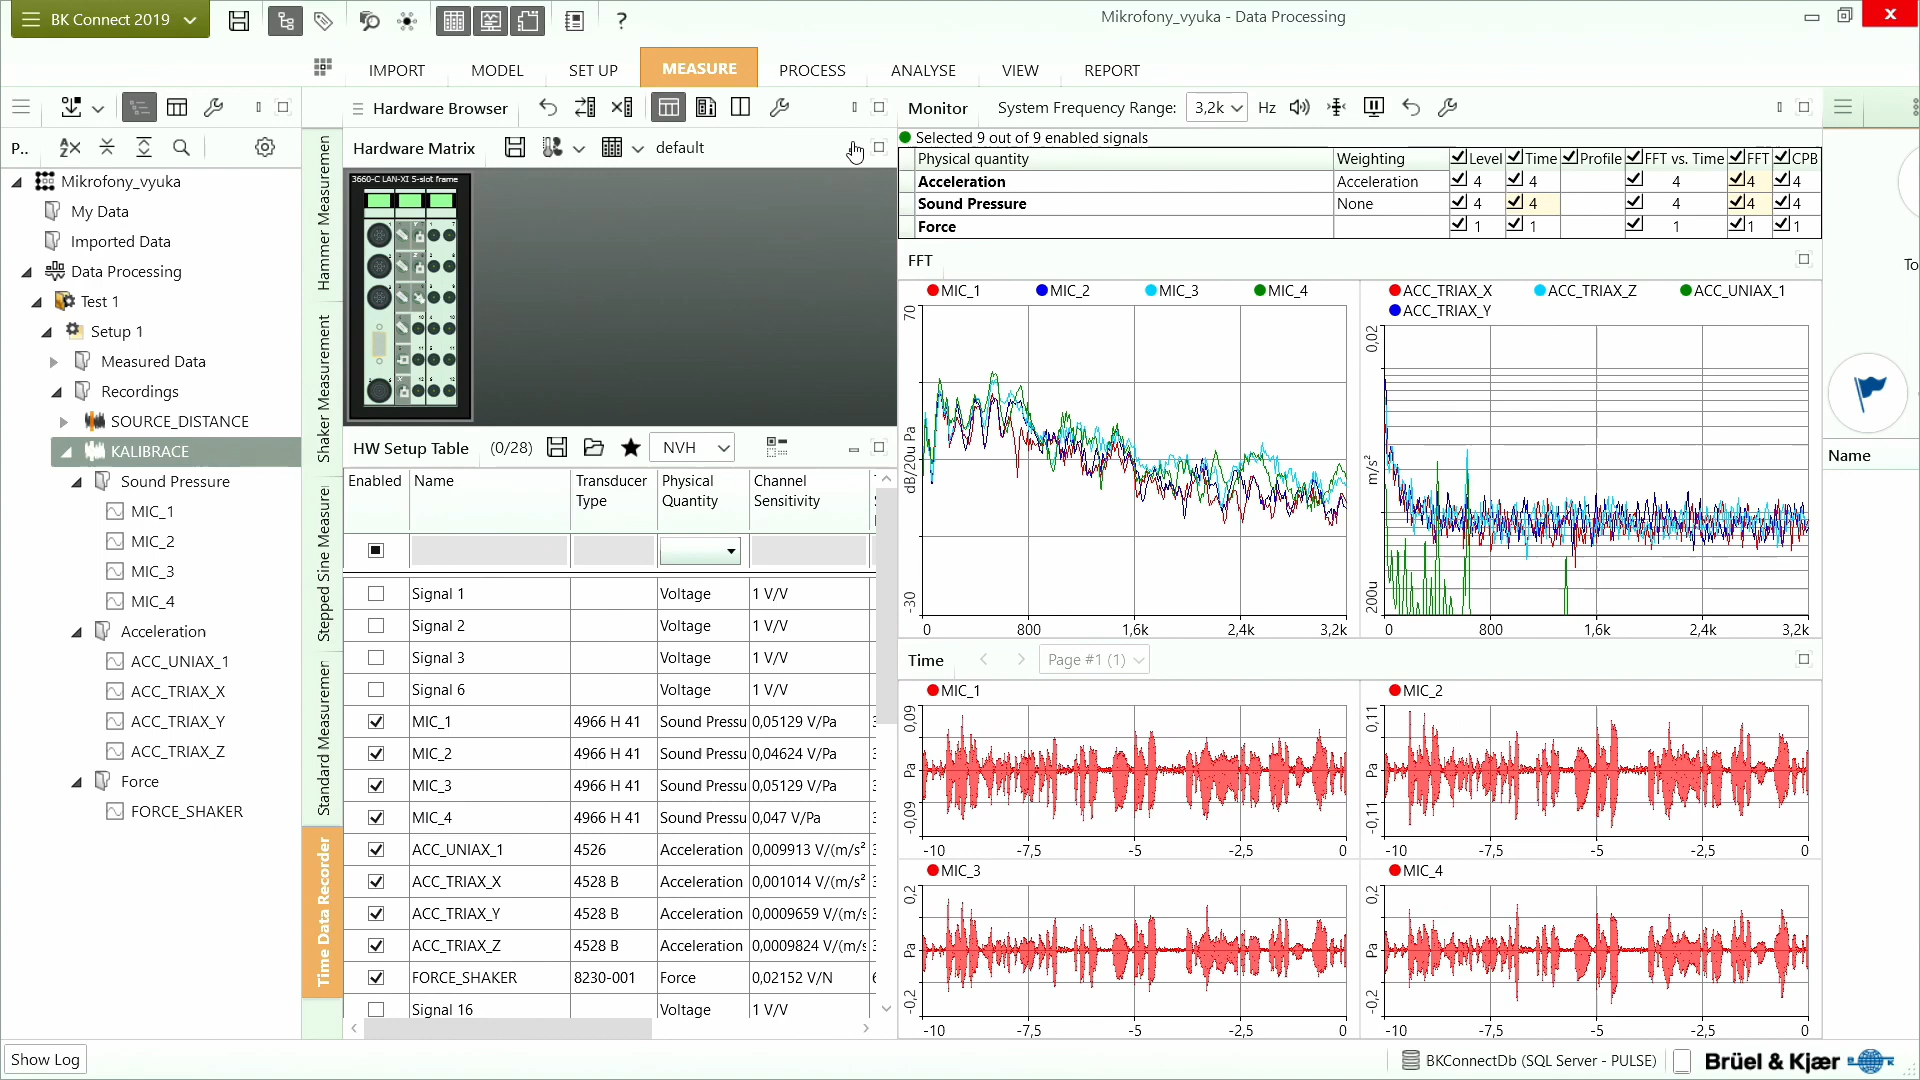 BK Connect 2019
?
Mikrofony_vyuka - Data Processing
IMPORT
MODEL
SET UP
MEASURE
PROCESS
ANALYSE
VIEW
REPORT
P..
Mikrofony_vyuka
My Data
Imported Data
Data Processing
Test 1
Setup 1
Measured Data
Recordings
SOURCE_DISTANCE
KALIBRACE
Sound Pressure
MIC_1
MIC_2
MIC_3
MIC_4
Acceleration
ACC_UNIAX_1
ACC_TRIAX_X
ACC_TRIAX_Y
ACC_TRIAX_Z
Force
FORCE_SHAKER
Hammer Measuremen
Shaker Measurement
Stepped Sine Measure
Standard Measuremen
Time Data Recorder
Hardware Browser
Hardware Matrix
default
3660-C LAN-XI 5-slot frame
HW Setup Table (0/28)
NVH
Enabled Name Transducer Type Physical Quantity Channel Sensitivity
Signal 1 Voltage 1 V/V
Signal 2 Voltage 1 V/V
Signal 3 Voltage 1 V/V
Signal 6 Voltage 1 V/V
MIC_1 4966 H 41 Sound Pressu 0,05129 V/Pa
MIC_2 4966 H 41 Sound Pressu 0,04624 V/Pa
MIC_3 4966 H 41 Sound Pressu 0,05129 V/Pa
MIC_4 4966 H 41 Sound Pressu 0,047 V/Pa
ACC_UNIAX_1 4526 Acceleration 0,009913 V/(m/s²
ACC_TRIAX_X 4528 B Acceleration 0,001014 V/(m/s²
ACC_TRIAX_Y 4528 B Acceleration 0,0009659 V/(m/s
ACC_TRIAX_Z 4528 B Acceleration 0,0009824 V/(m/s
FORCE_SHAKER 8230-001 Force 0,02152 V/N 6
Signal 16 Voltage 1 V/V
Monitor System Frequency Range: 3,2k Hz
Selected 9 out of 9 enabled signals
Physical quantity Weighting Level Time Profile FFT vs. Time FFT CPB
Acceleration Acceleration 4 4 4 4 4
Sound Pressure None 4 4 4 4 4
Force 1 1 1 1 1
FFT
MIC_1 MIC_2 MIC_3 MIC_4
70
dB/20u Pa
-30
0 800 1,6k 2,4k 3,2k
ACC_TRIAX_X ACC_TRIAX_Z ACC_UNIAX_1
ACC_TRIAX_Y
0,02
m/s²
200u
0 800 1,6k 2,4k 3,2k
Time
Page #1 (1)
MIC_1
0,09
Pa
-0,09
-10 -7,5 -5 -2,5 0
MIC_2
0,11
Pa
-0,11
-10 -7,5 -5 -2,5 0
MIC_3
0,2
Pa
-0,2
-10 -7,5 -5 -2,5 0
MIC_4
0,2
Pa
-0,2
-10 -7,5 -5 -2,5 0
To
Name
Show Log
BKConnectDb (SQL Server - PULSE)
Brüel & Kjær